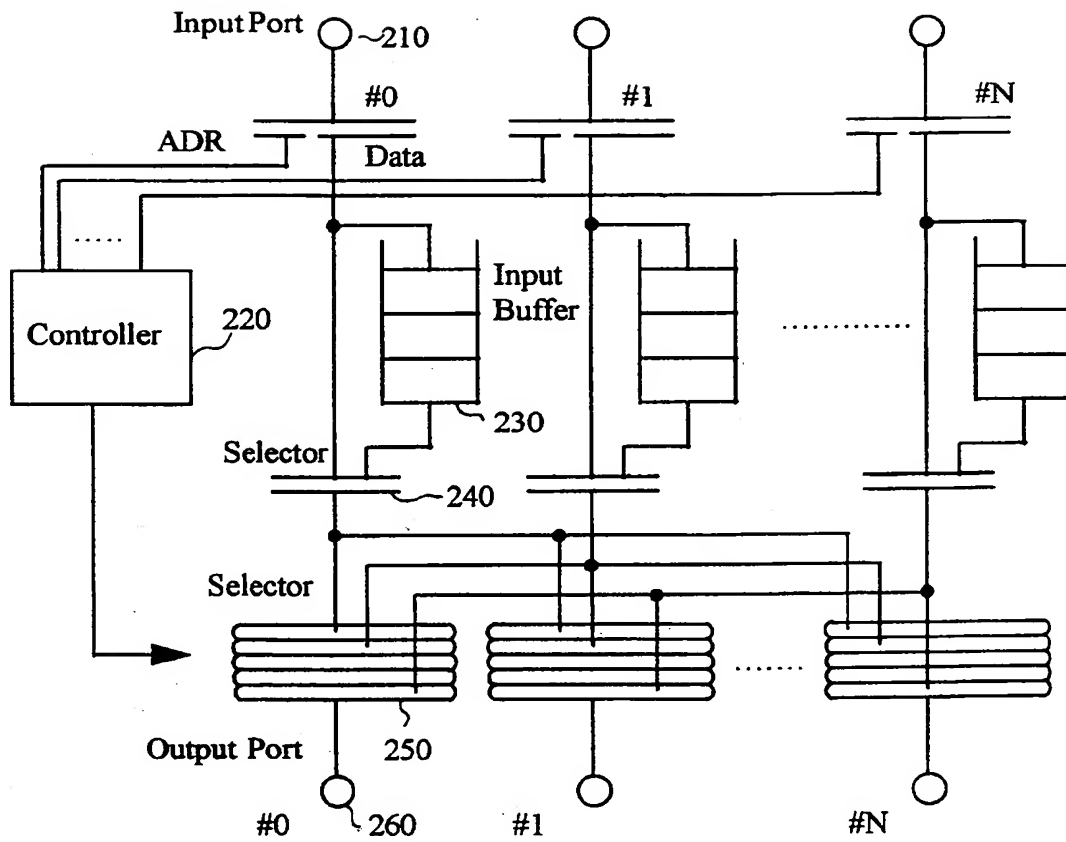 Input Port
210
#0
#1
#N
ADR
Data
......
Input
Buffer
Controller
220
..............
230
Selector
240
Selector
.......
250
Output Port
#0
260
#1
#N